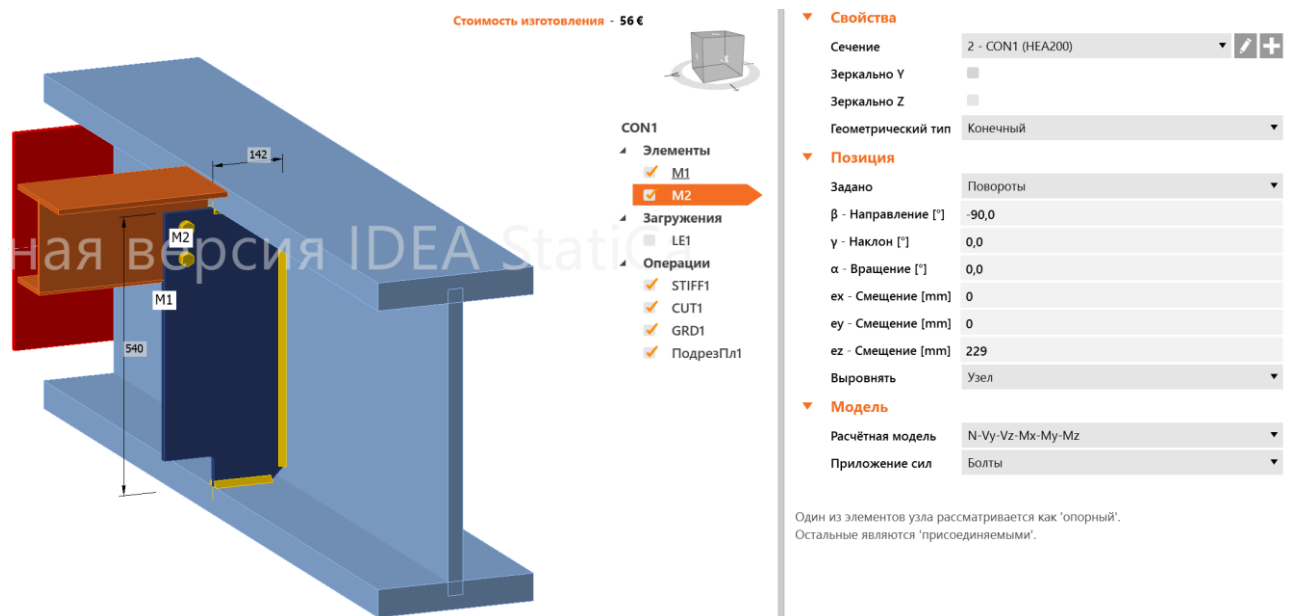 Стоимость изготовления - 56 €
-X
142
M2
ная версия IDEA StatiCa
M1
540
CON1
Элементы
M1
M2
Загружения
LE1
Операции
STIFF1
CUT1
GRD1
ПодрезПл1
Свойства
Сечение 2 - CON1 (HEA200)
Зеркально Y
Зеркально Z
Геометрический тип Конечный
Позиция
Задано Повороты
β - Направление [°] -90,0
γ - Наклон [°] 0,0
α - Вращение [°] 0,0
ex - Смещение [mm] 0
ey - Смещение [mm] 0
ez - Смещение [mm] 229
Выровнять Узел
Модель
Расчётная модель N-Vy-Vz-Mx-My-Mz
Приложение сил Болты
Один из элементов узла рассматривается как 'опорный'.
Остальные являются 'присоединяемыми'.